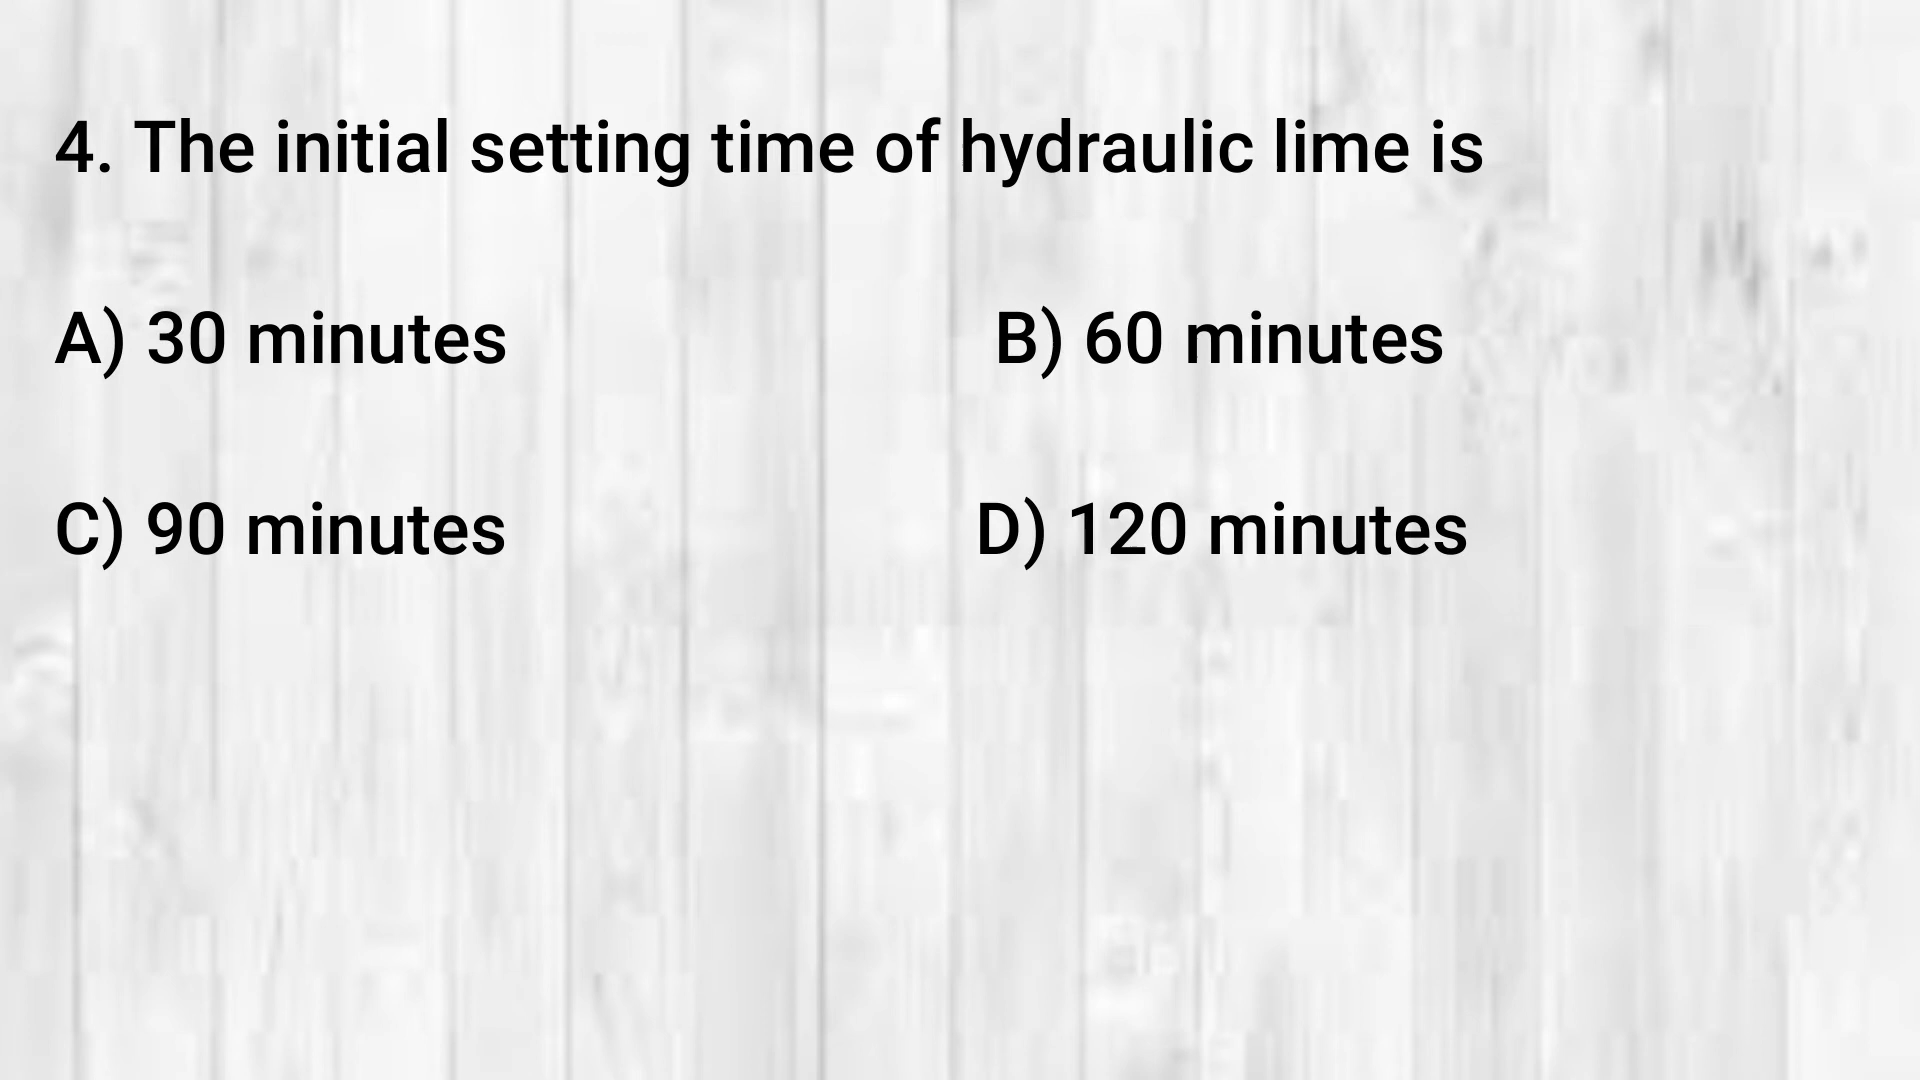 4. The initial setting time of hydraulic lime is
A) 30 minutes B) 60 minutes
C) 90 minutes D) 120 minutes